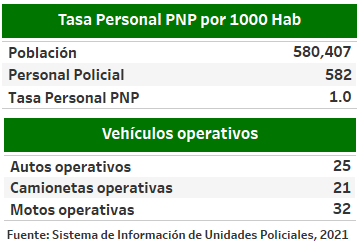 Tasa Personal PNP por 1000 Hab
Población 580,407
Personal Policial 582
Tasa Personal PNP 1.0
Vehículos operativos
Autos operativos 25
Camionetas operativas 21
Motos operativas 32
Fuente: Sistema de Información de Unidades Policiales, 2021